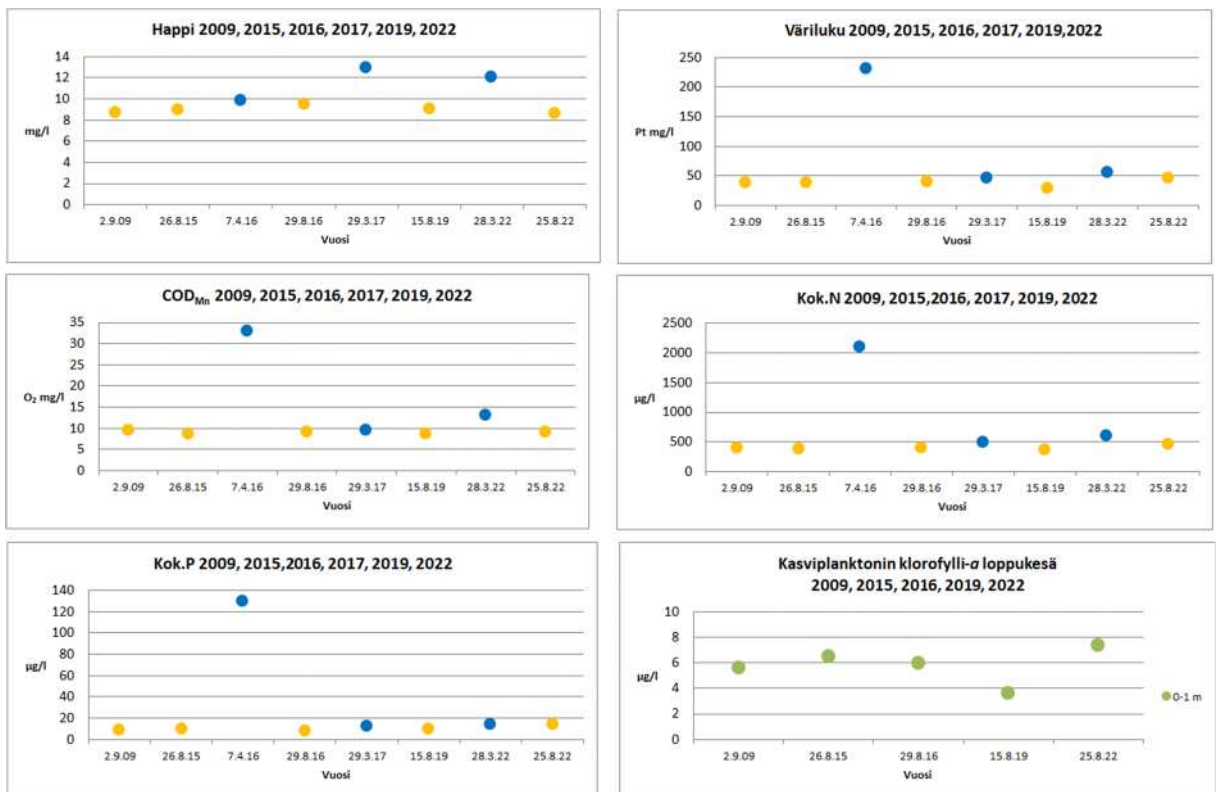 Happi 2009, 2015, 2016, 2017, 2019, 2022
14
12
10
8
6
4
2
0
mg/l
2.9.09 26.8.15 7.4.16 29.8.16 29.3.17 15.8.19 28.3.22 25.8.22
Vuosi
Väriluku 2009, 2015, 2016, 2017, 2019,2022
250
200
150
100
50
0
Pt mg/l
2.9.09 26.8.15 7.4.16 29.8.16 29.3.17 15.8.19 28.3.22 25.8.22
Vuosi
COD_Mn 2009, 2015, 2016, 2017, 2019, 2022
35
30
25
20
15
10
5
0
O₂ mg/l
2.9.09 26.8.15 7.4.16 29.8.16 29.3.17 15.8.19 28.3.22 25.8.22
Vuosi
Kok.N 2009, 2015,2016, 2017, 2019, 2022
2500
2000
1500
1000
500
0
µg/l
2.9.09 26.8.15 7.4.16 29.8.16 29.3.17 15.8.19 28.3.22 25.8.22
Vuosi
Kok.P 2009, 2015,2016, 2017, 2019, 2022
140
120
100
80
60
40
20
0
µg/l
2.9.09 26.8.15 7.4.16 29.8.16 29.3.17 15.8.19 28.3.22 25.8.22
Vuosi
Kasviplanktonin klorofylli-a loppukesä
2009, 2015, 2016, 2019, 2022
10
8
6
4
2
0
µg/l
2.9.09 26.8.15 29.8.16 15.8.19 25.8.22
Vuosi
0-1 m